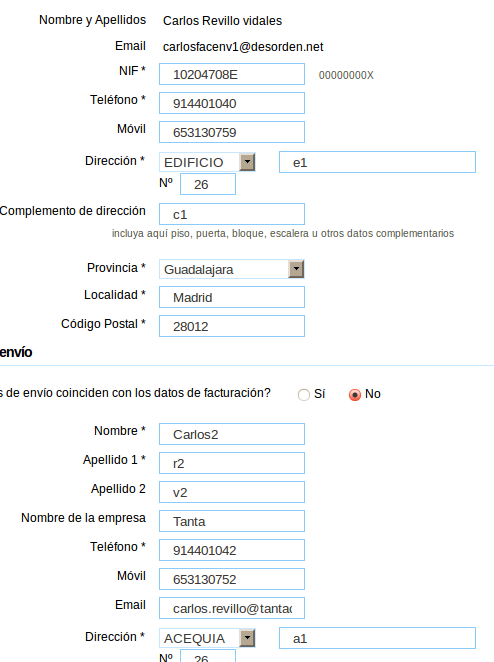 Nombre y Apellidos Carlos Revillo vidales
Email carlosfacenv1@desorden.net
NIF * 10204708E 00000000X
Teléfono * 914401040
Móvil 653130759
Dirección * EDIFICIO e1
Nº 26
Complemento de dirección c1
incluya aquí piso, puerta, bloque, escalera u otros datos complementarios
Provincia * Guadalajara
Localidad * Madrid
Código Postal * 28012
envío
s de envío coinciden con los datos de facturación? Sí No
Nombre * Carlos2
Apellido 1 * r2
Apellido 2 v2
Nombre de la empresa Tanta
Teléfono * 914401042
Móvil 653130752
Email carlos.revillo@tantac
Dirección * ACEQUIA a1
Nº 26